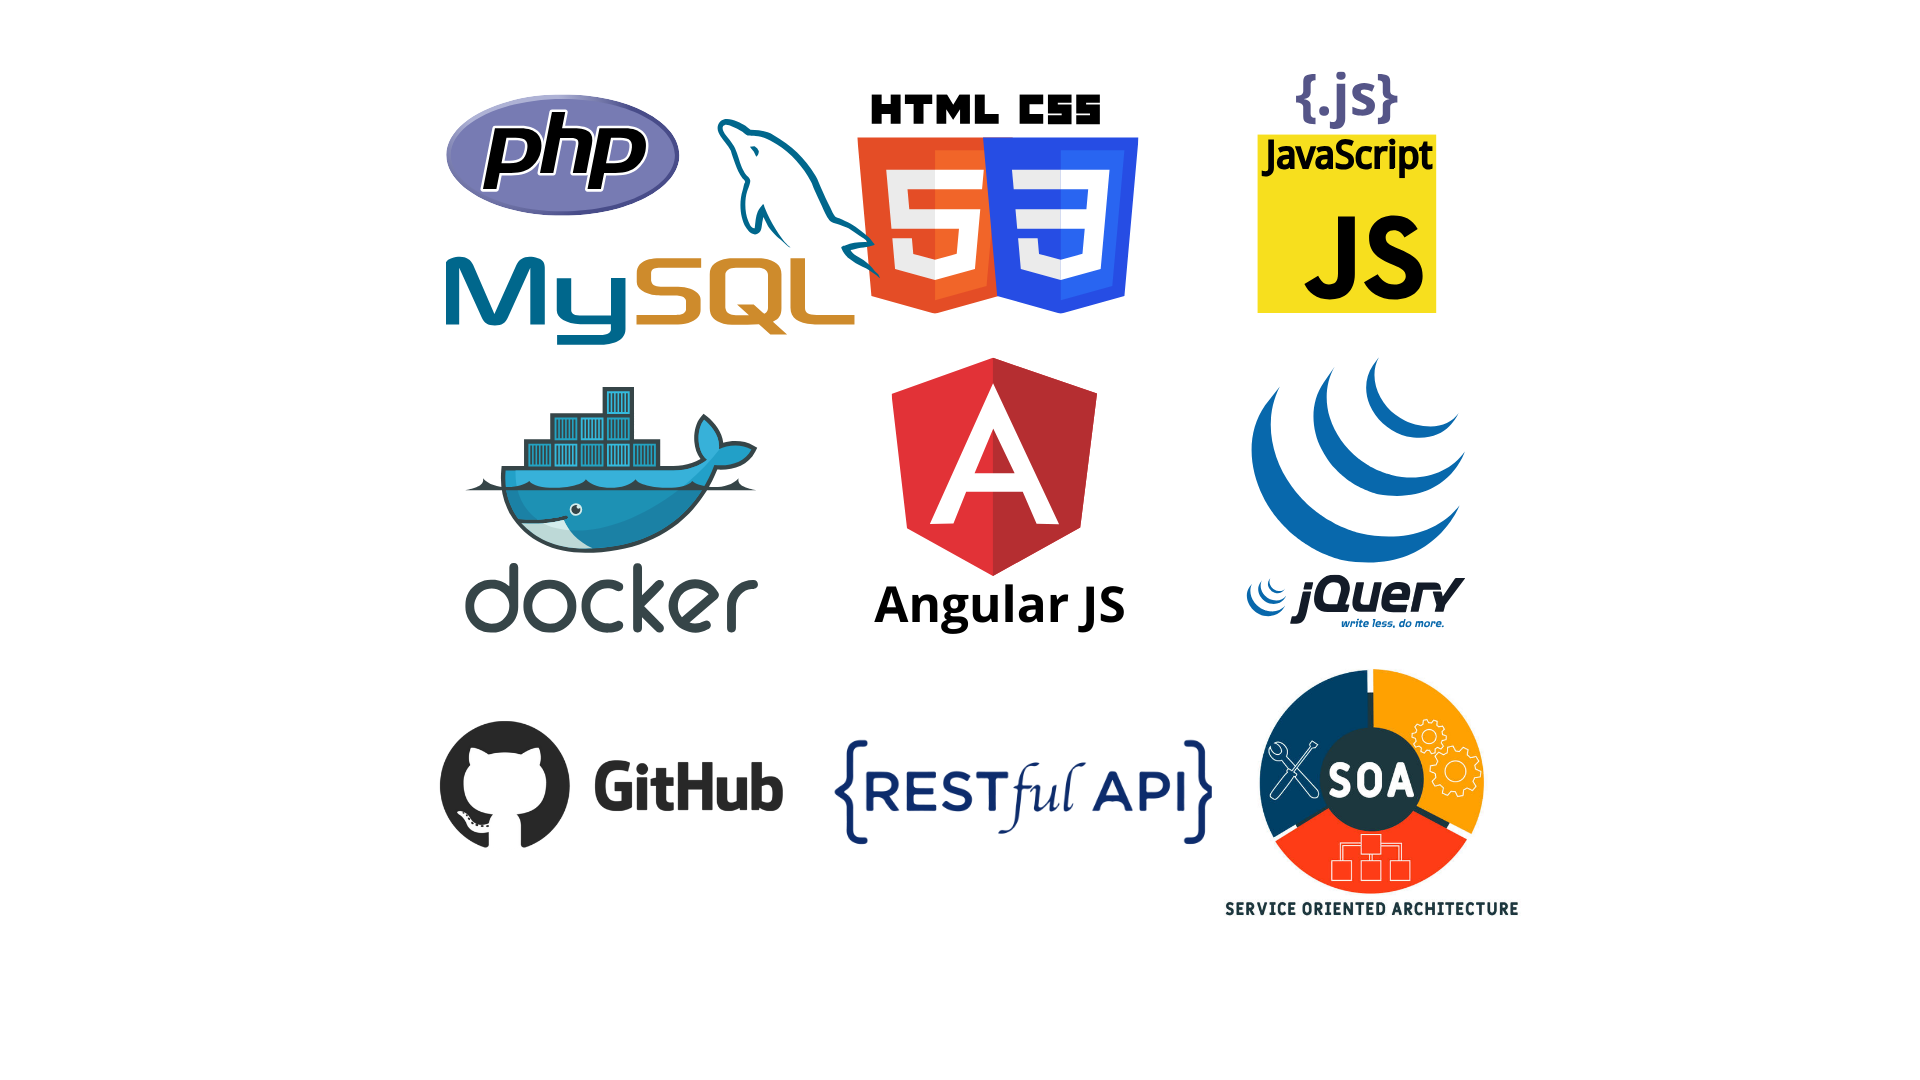 php
MySQL
HTML CSS
5 3
{.js}
JavaScript
JS
docker
A
Angular JS
jQuery
write less, do more.
GitHub
{RESTful API}
SOA
SERVICE ORIENTED ARCHITECTURE